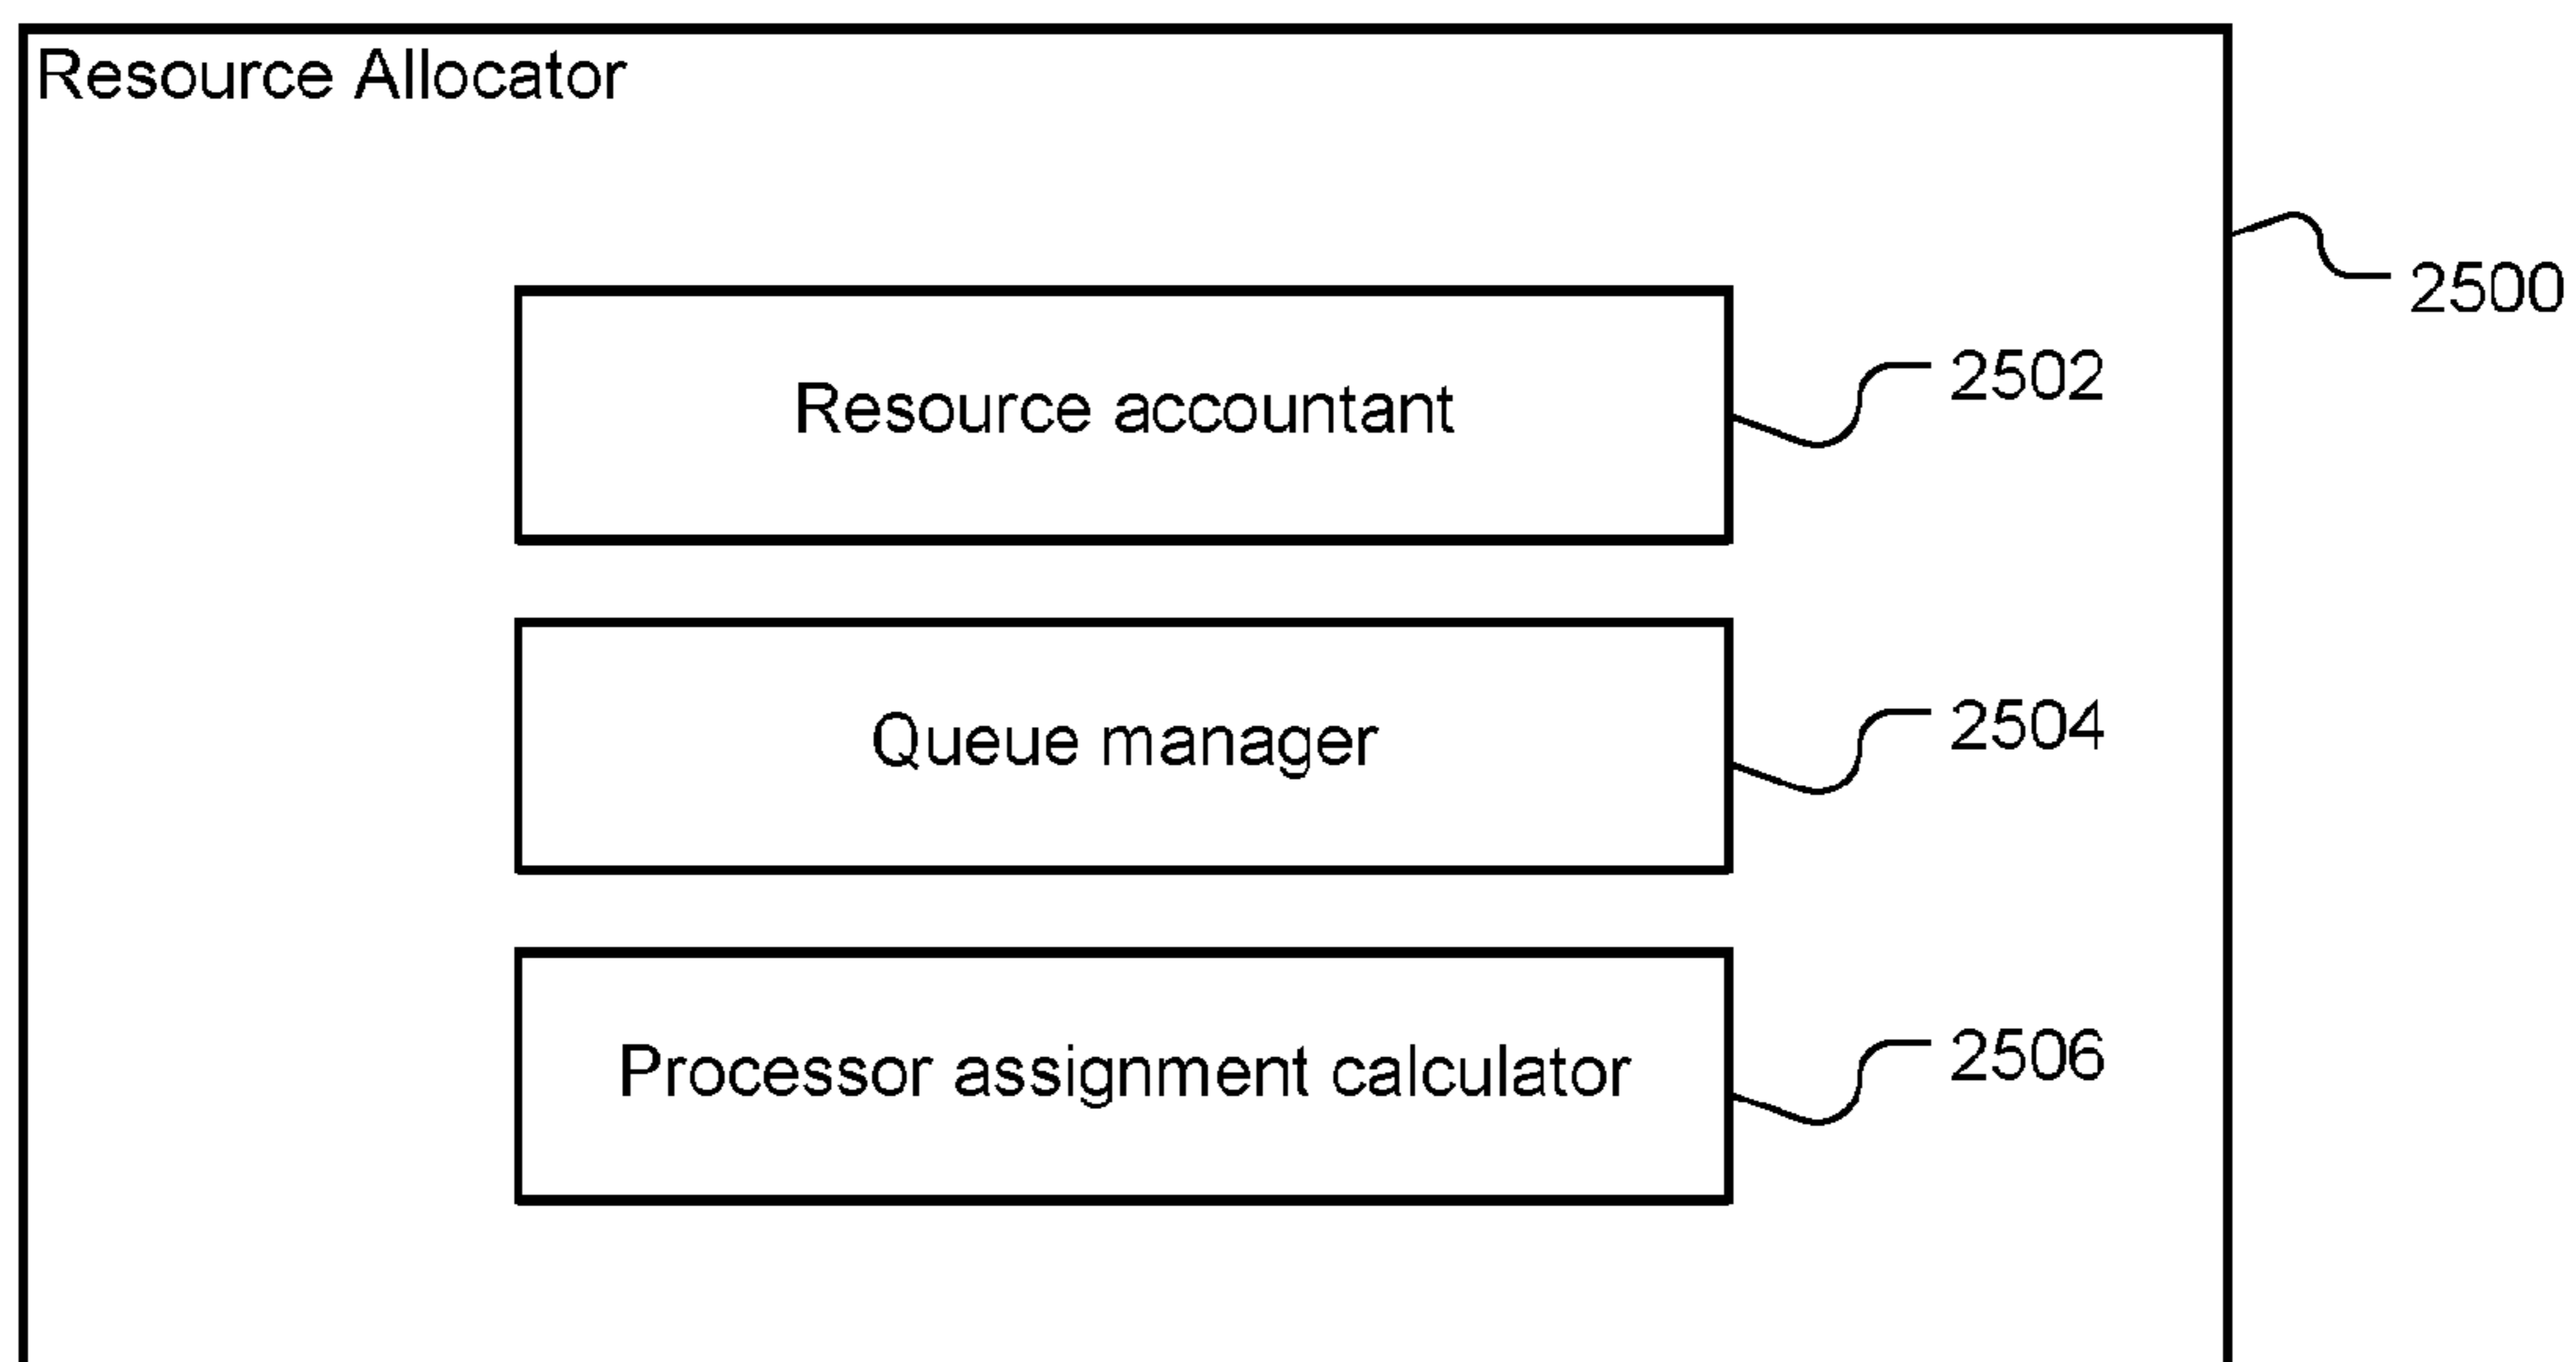 Resource Allocator
2500
Resource accountant
2502
Queue manager
2504
Processor assignment calculator
2506